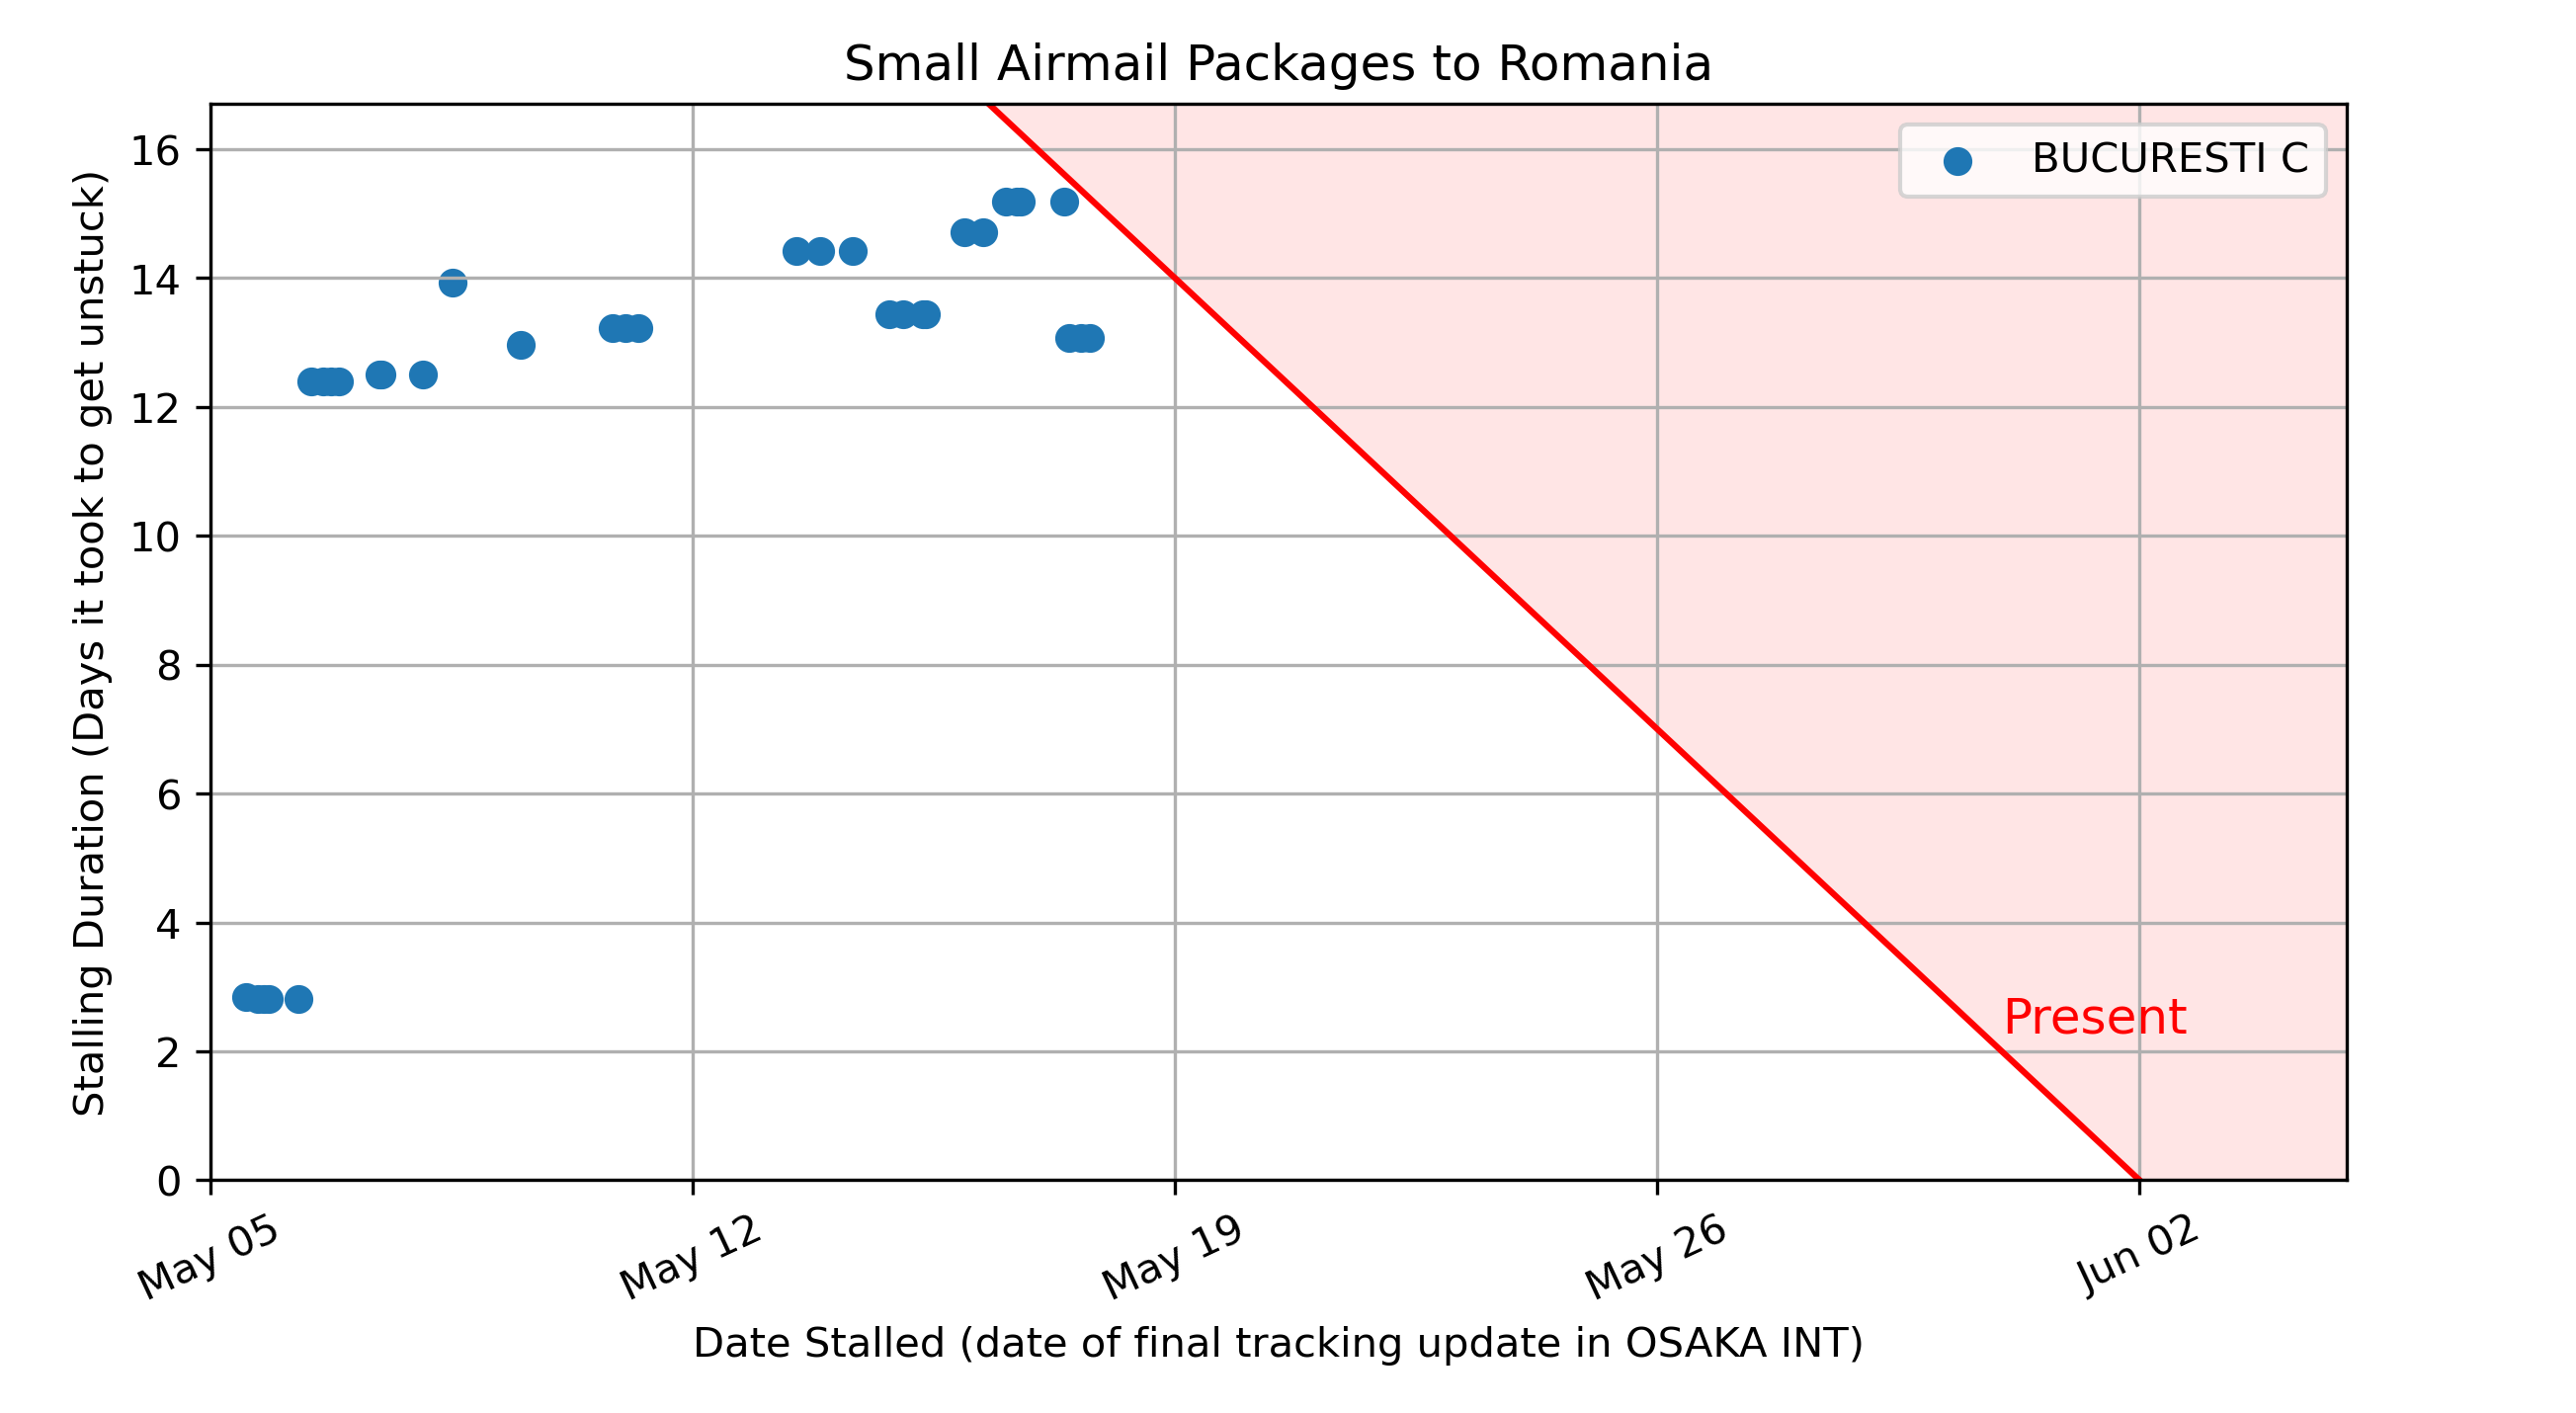 Small Airmail Packages to Romania
BUCURESTI C
Stalling Duration (Days it took to get unstuck)
16
14
12
10
8
6
4
2
0
Present
May 05
May 12
May 19
May 26
Jun 02
Date Stalled (date of final tracking update in OSAKA INT)